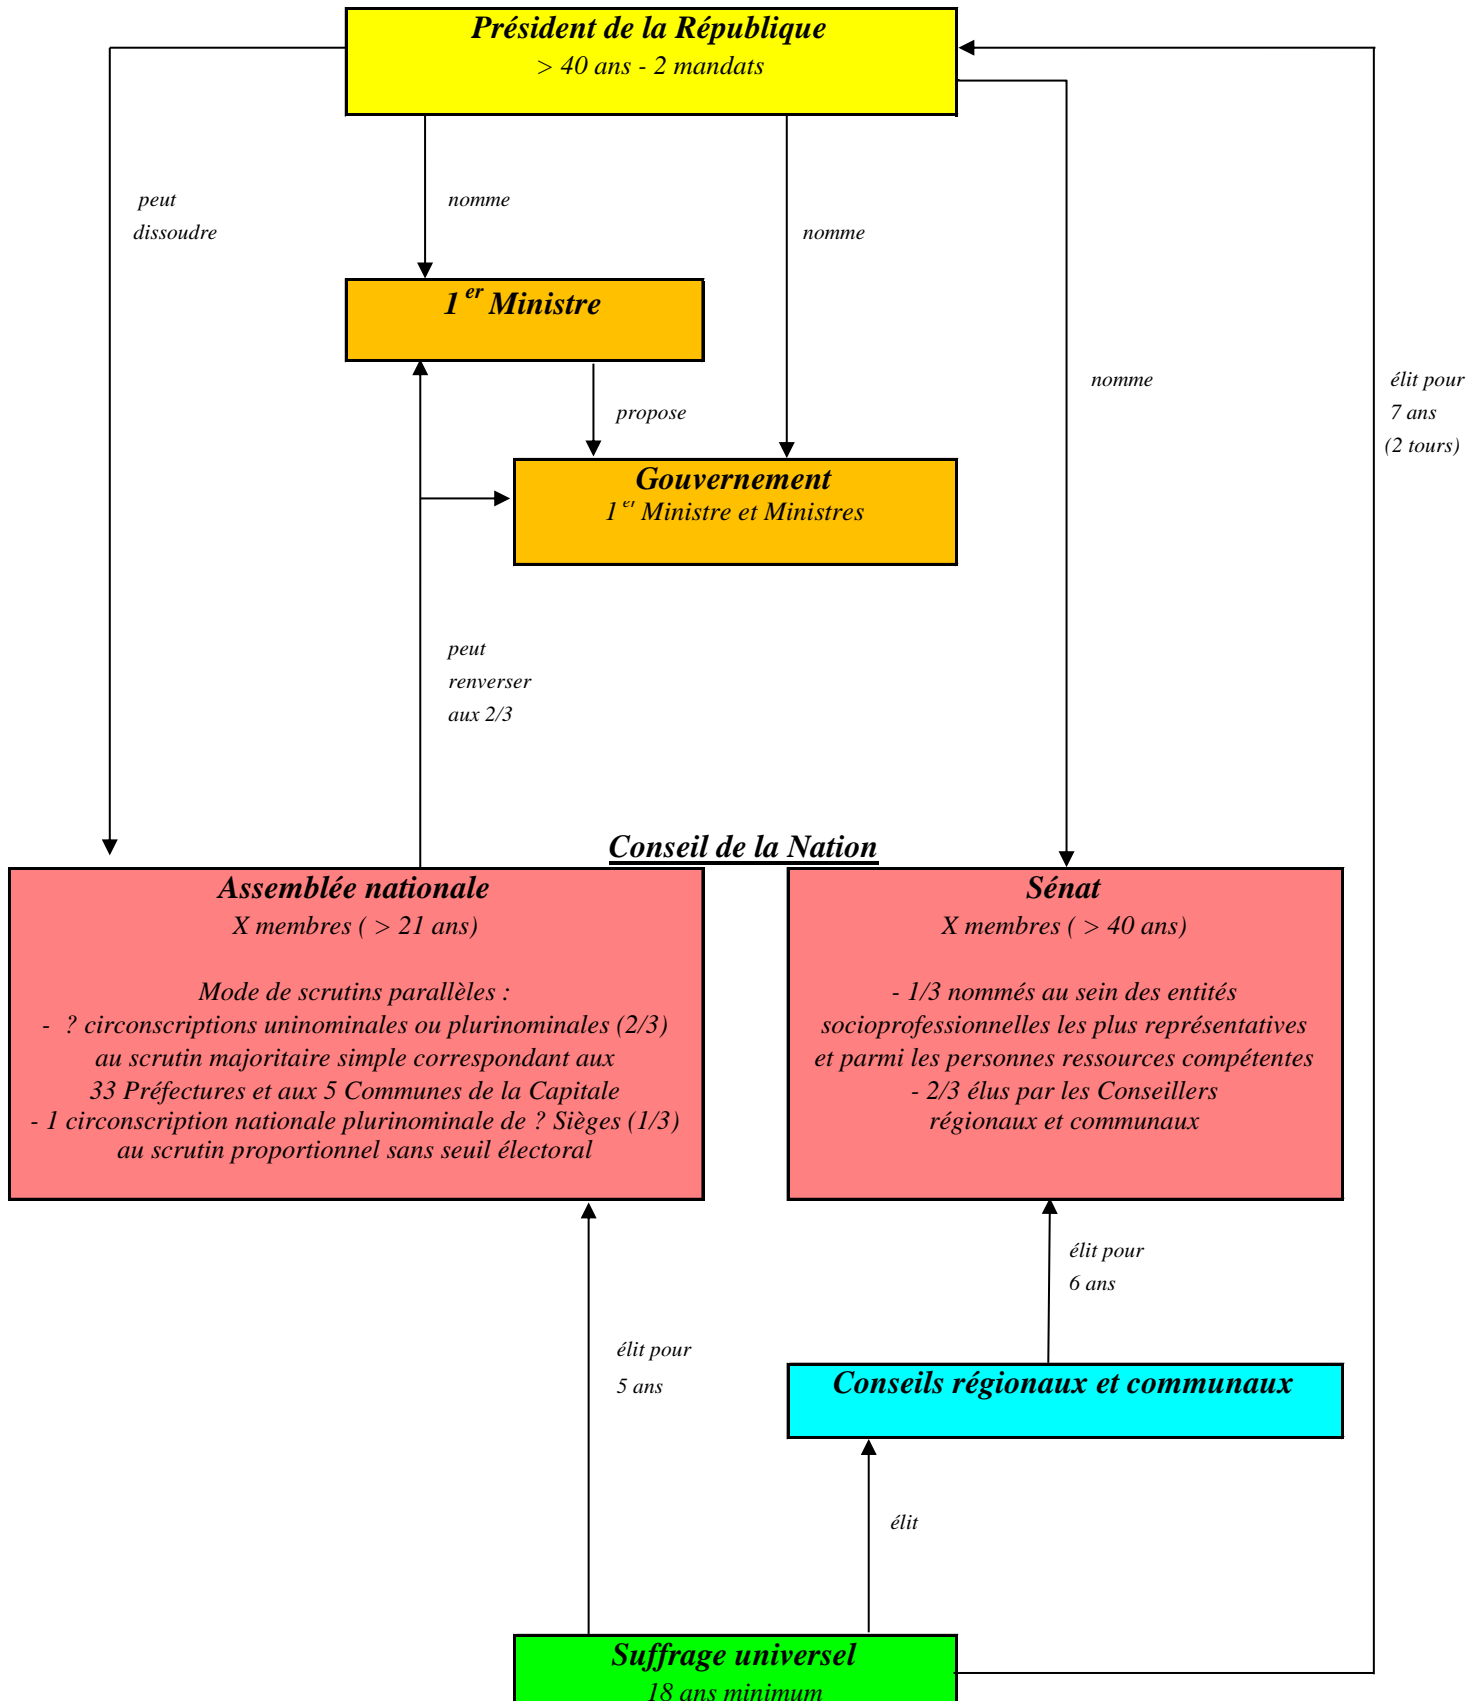 Président de la République
> 40 ans - 2 mandats
peut
dissoudre
nomme
nomme
1er Ministre
nomme
élit pour
7 ans
(2 tours)
propose
Gouvernement
1er Ministre et Ministres
peut
renverser
aux 2/3
Conseil de la Nation
Assemblée nationale
X membres ( > 21 ans)
Mode de scrutins parallèles :
- ? circonscriptions uninominales ou plurinominales (2/3)
au scrutin majoritaire simple correspondant aux
33 Préfectures et aux 5 Communes de la Capitale
- 1 circonscription nationale plurinominale de ? Sièges (1/3)
au scrutin proportionnel sans seuil électoral
Sénat
X membres ( > 40 ans)
- 1/3 nommés au sein des entités
socioprofessionnelles les plus représentatives
et parmi les personnes ressources compétentes
- 2/3 élus par les Conseillers
régionaux et communaux
élit pour
6 ans
élit pour
5 ans
Conseils régionaux et communaux
élit
Suffrage universel
18 ans minimum